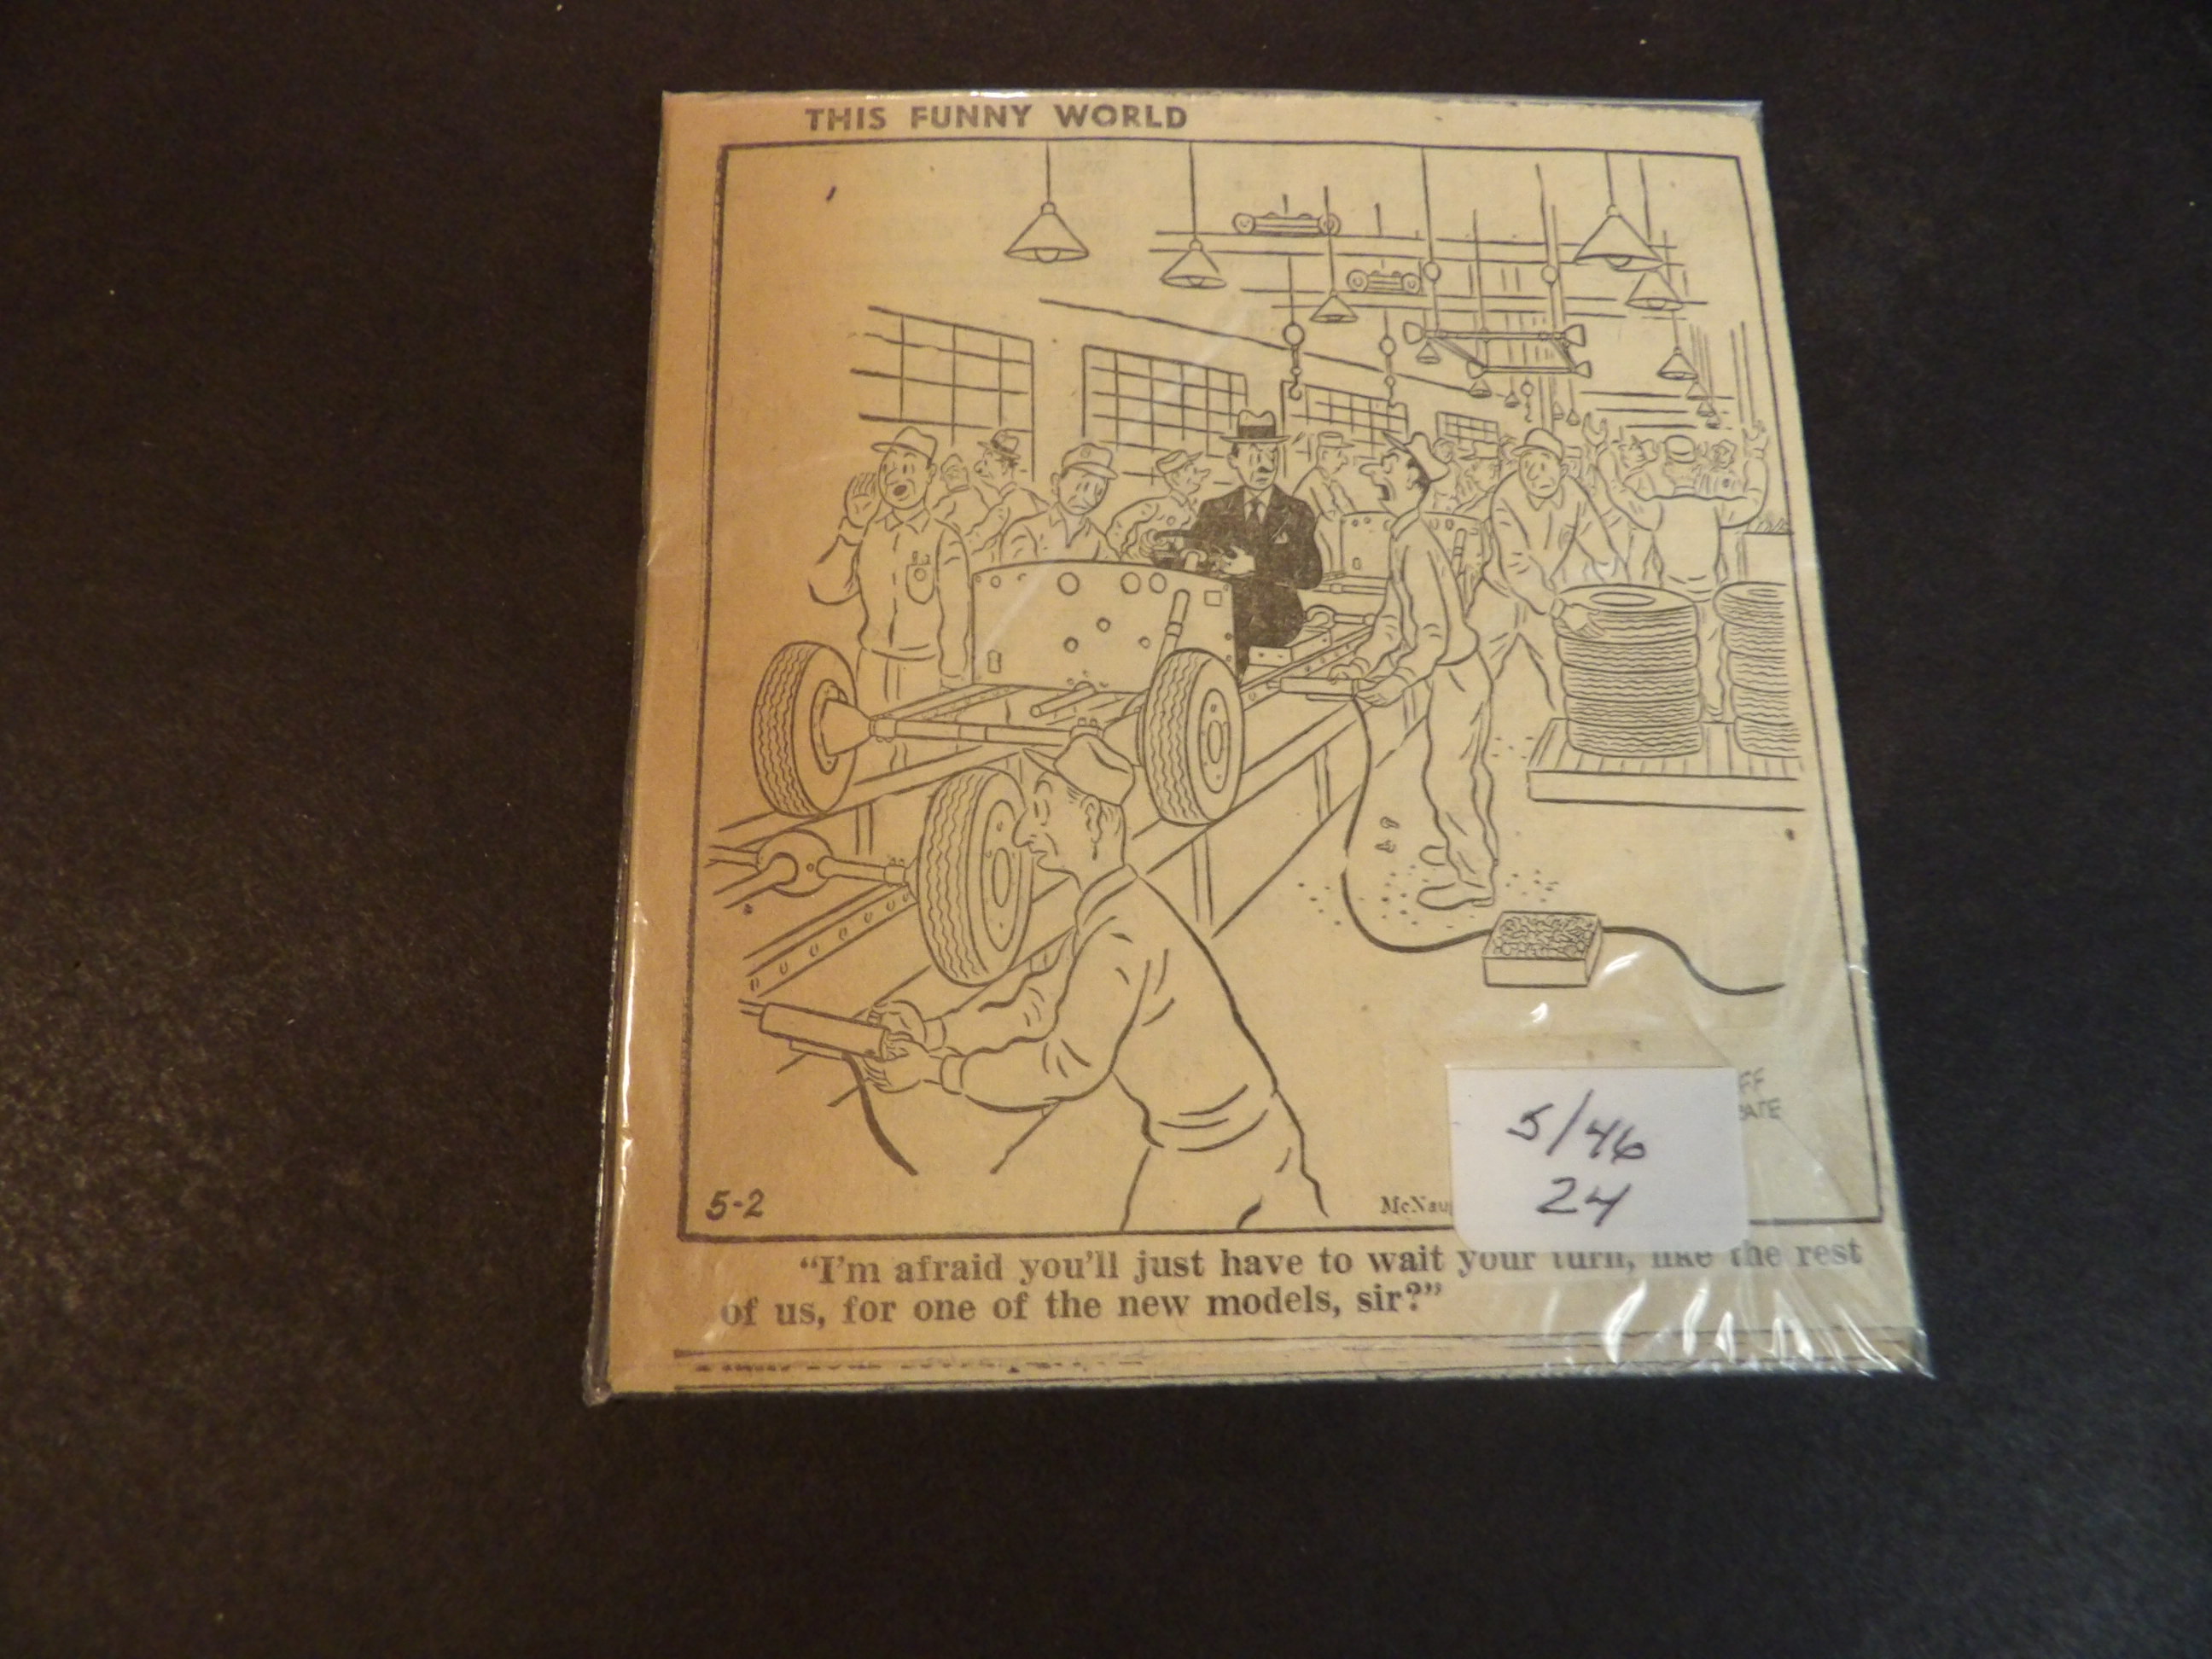 THIS FUNNY WORLD
5/46
24
5-2
"I'm afraid you'll just have to wait your turn, like the rest
of us, for one of the new models, sir?"